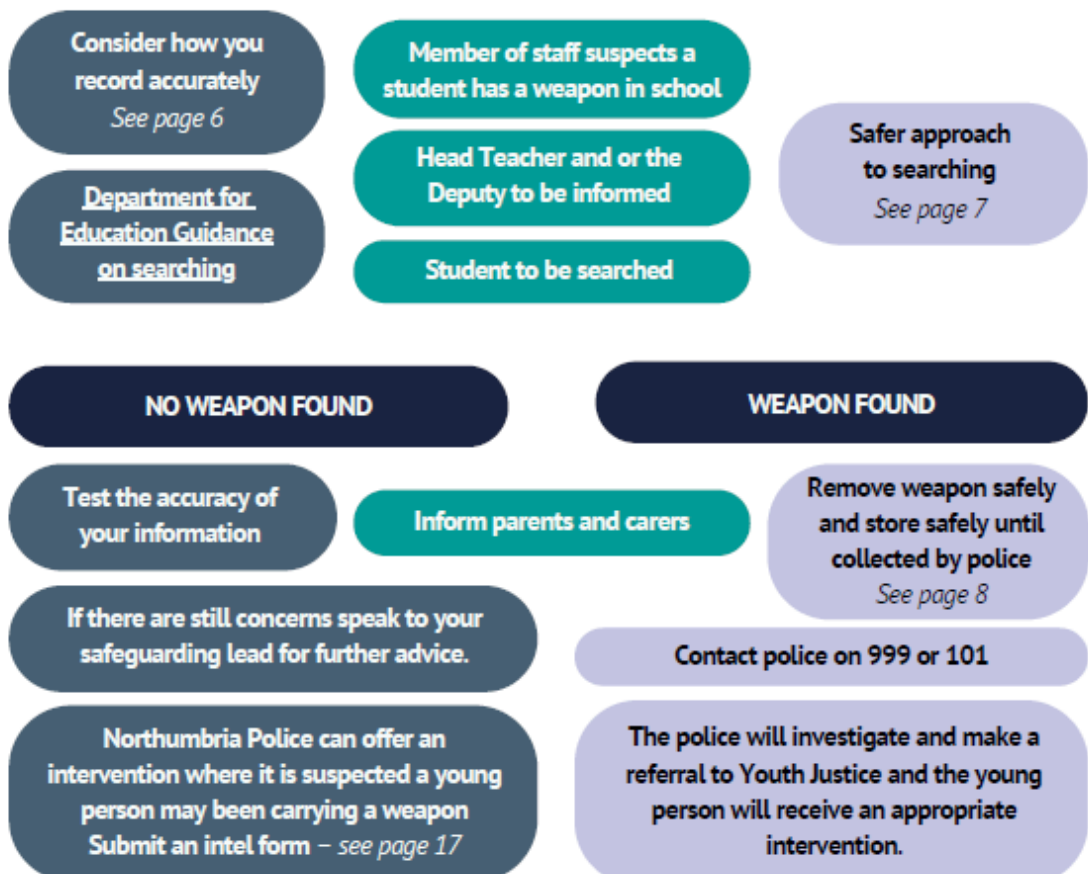 Consider how you
record accurately
See page 6
Department for
Education Guidance
on searching
Member of staff suspects a
student has a weapon in school
Head Teacher and or the
Deputy to be informed
Student to be searched
Safer approach
to searching
See page 7
NO WEAPON FOUND
WEAPON FOUND
Test the accuracy of
your information
Inform parents and carers
Remove weapon safely
and store safely until
collected by police
See page 8
If there are still concerns speak to your
safeguarding lead for further advice.
Contact police on 999 or 101
Northumbria Police can offer an
intervention where it is suspected a young
person may been carrying a weapon
Submit an intel form – see page 17
The police will investigate and make a
referral to Youth Justice and the young
person will receive an appropriate
intervention.